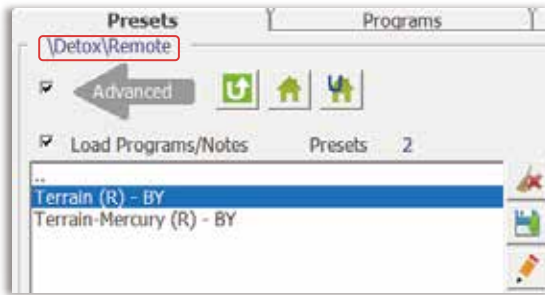 Presets Programs
\Detox\Remote
Advanced
Load Programs/Notes Presets 2
..
Terrain (R) - BY
Terrain-Mercury (R) - BY